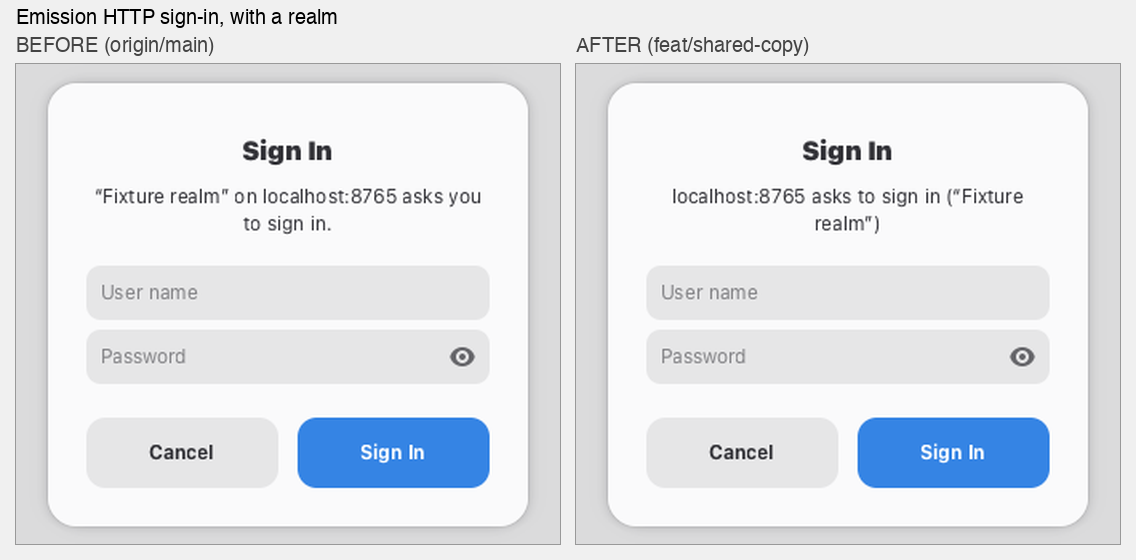 Emission HTTP sign-in, with a realm
BEFORE (origin/main)
Sign In
“Fixture realm” on localhost:8765 asks you
to sign in.
User name
Password
Cancel
Sign In
AFTER (feat/shared-copy)
Sign In
localhost:8765 asks to sign in (“Fixture
realm”)
User name
Password
Cancel
Sign In